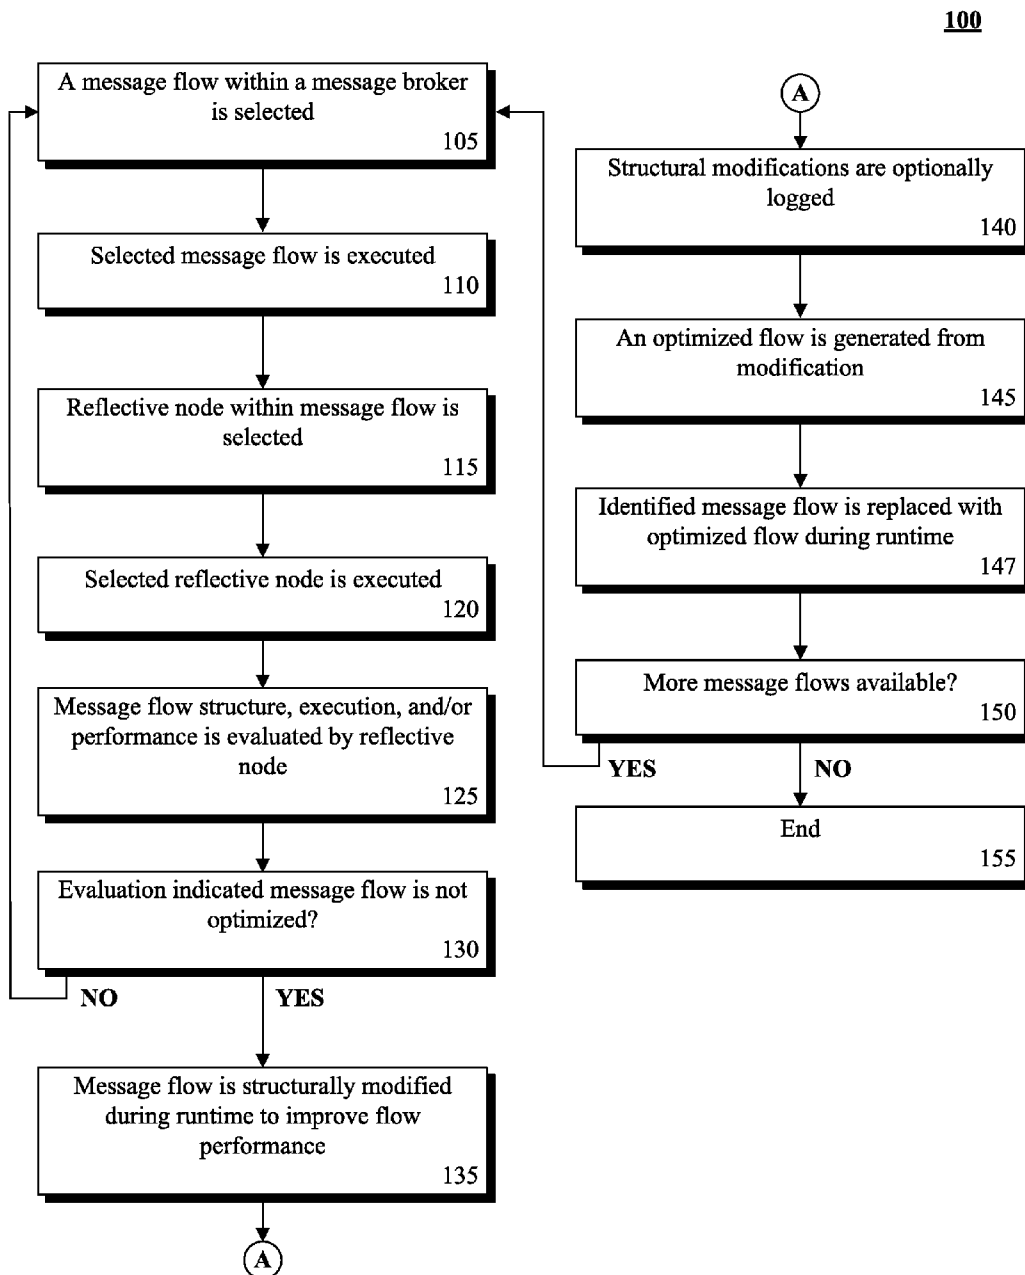 100
A message flow within a message broker
is selected
105
Selected message flow is executed
110
Reflective node within message flow is
selected
115
Selected reflective node is executed
120
Message flow structure, execution, and/or
performance is evaluated by reflective
node
125
Evaluation indicated message flow is not
optimized?
130
NO
YES
Message flow is structurally modified
during runtime to improve flow
performance
135
A
A
Structural modifications are optionally
logged
140
An optimized flow is generated from
modification
145
Identified message flow is replaced with
optimized flow during runtime
147
More message flows available?
150
YES
NO
End
155